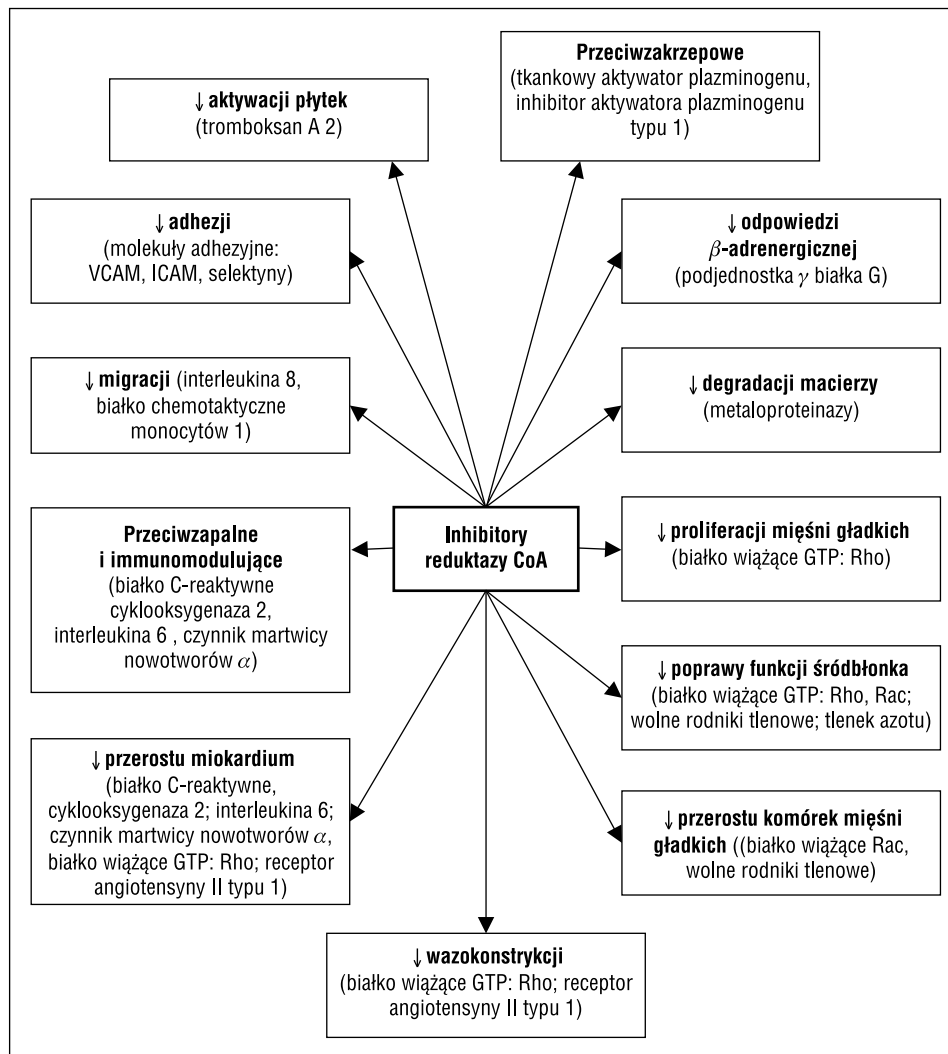 Przeciwzakrzepowe
(tkankowy aktywator plazminogenu,
inhibitor aktywatora plazminogenu
typu 1)
↓ aktywacji płytek
(tromboksan A 2)
↓ adhezji
(molekuły adhezyjne:
VCAM, ICAM, selektyny)
↓ odpowiedzi
β-adrenergicznej
(podjednostka γ białka G)
↓ migracji (interleukina 8,
białko chemotaktyczne
monocytów 1)
↓ degradacji macierzy
(metaloproteinazy)
Przeciwzapalne
i immunomodulujące
(białko C-reaktywne
cyklooksygenaza 2,
interleukina 6 , czynnik martwicy
nowotworów α)
Inhibitory
reduktazy CoA
↓ proliferacji mięśni gładkich
(białko wiążące GTP: Rho)
↓ poprawy funkcji śródbłonka
(białko wiążące GTP: Rho, Rac;
wolne rodniki tlenowe; tlenek azotu)
↓ przerostu miokardium
(białko C-reaktywne,
cyklooksygenaza 2; interleukina 6;
czynnik martwicy nowotworów α,
białko wiążące GTP: Rho; receptor
angiotensyny II typu 1)
↓ przerostu komórek mięśni
gładkich ((białko wiążące Rac,
wolne rodniki tlenowe)
↓ wazokonstrykcji
(białko wiążące GTP: Rho; receptor
angiotensyny II typu 1)